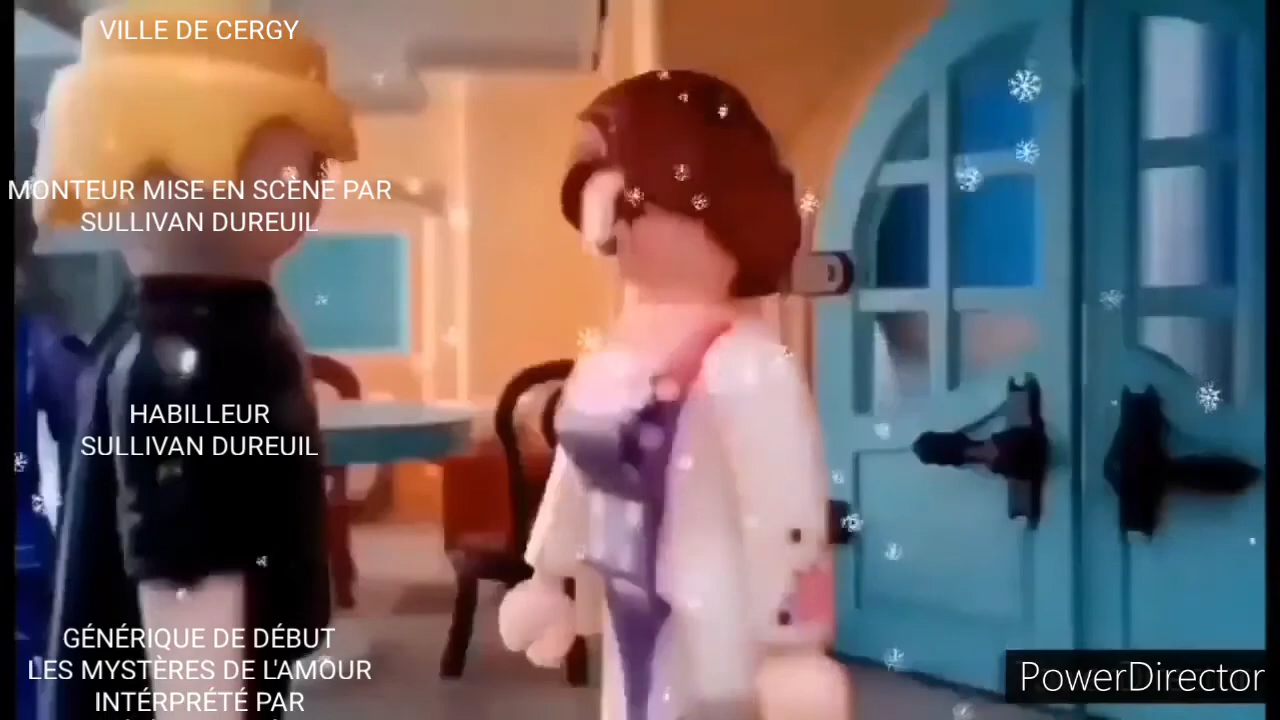 VILLE DE CERGY
MONTEUR MISE EN SCÈNE PAR
SULLIVAN DUREUIL
HABILLEUR
SULLIVAN DUREUIL
GÉNÉRIQUE DE DÉBUT
LES MYSTÈRES DE L'AMOUR
INTÉRPRÉTÉ PAR
PowerDirector